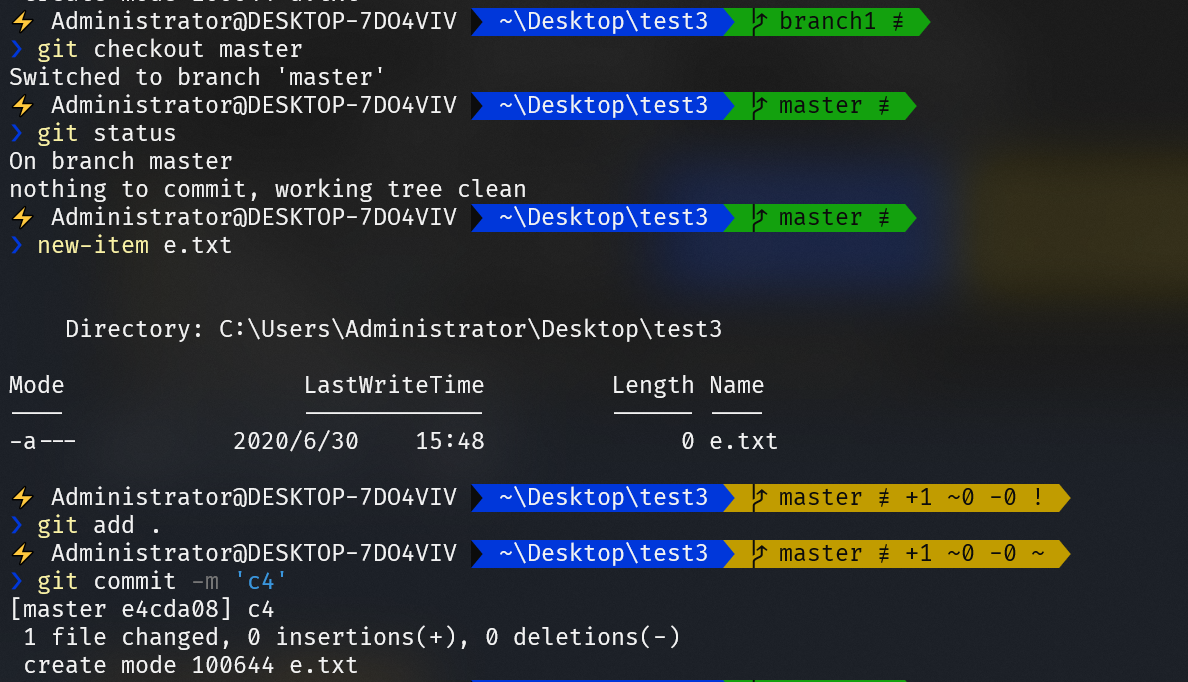 ⚡ Administrator@DESKTOP-7DO4VIV ~\Desktop\test3 branch1 ≢
❯ git checkout master
Switched to branch 'master'
⚡ Administrator@DESKTOP-7DO4VIV ~\Desktop\test3 master ≢
❯ git status
On branch master
nothing to commit, working tree clean
⚡ Administrator@DESKTOP-7DO4VIV ~\Desktop\test3 master ≢
❯ new-item e.txt
Directory: C:\Users\Administrator\Desktop\test3
Mode LastWriteTime Length Name
---- ------------- ------ ----
-a--- 2020/6/30 15:48 0 e.txt
⚡ Administrator@DESKTOP-7DO4VIV ~\Desktop\test3 master ≢ +1 ~0 -0 !
❯ git add .
⚡ Administrator@DESKTOP-7DO4VIV ~\Desktop\test3 master ≢ +1 ~0 -0 ~
❯ git commit -m 'c4'
[master e4cda08] c4
1 file changed, 0 insertions(+), 0 deletions(-)
create mode 100644 e.txt